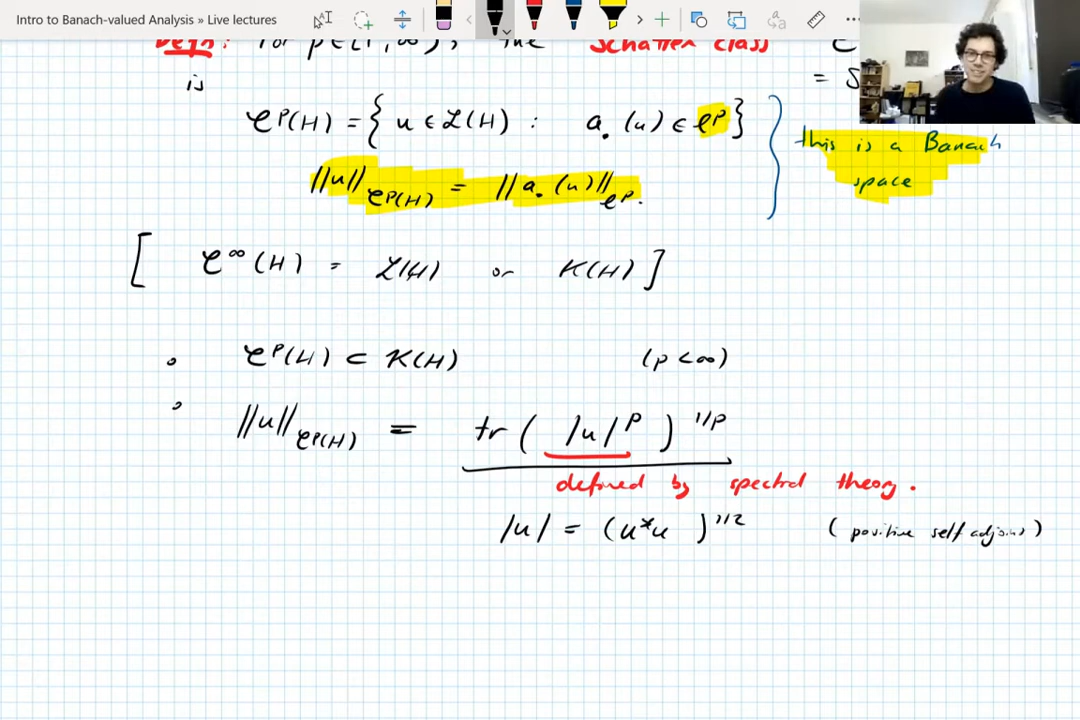 Intro to Banach-valued Analysis » Live lectures
Defn: For p ∈ [1, ∞), the Schatten class
is = S
𝒞^p(H) = { u ∈ ℒ(H) : a.(u) ∈ ℓ^p }
this is a Banach
space
||u||_{𝒞^p(H)} = ||a.(u)||_{ℓ^p}.
[ 𝒞^∞(H) = ℒ(H) or K(H) ]
• 𝒞^p(H) ⊂ K(H) (p < ∞)
• ||u||_{𝒞^p(H)} = tr( |u|^p )^{1/p}
defined by spectral theory.
|u| = (u*u)^{1/2} (positive self adjoint)